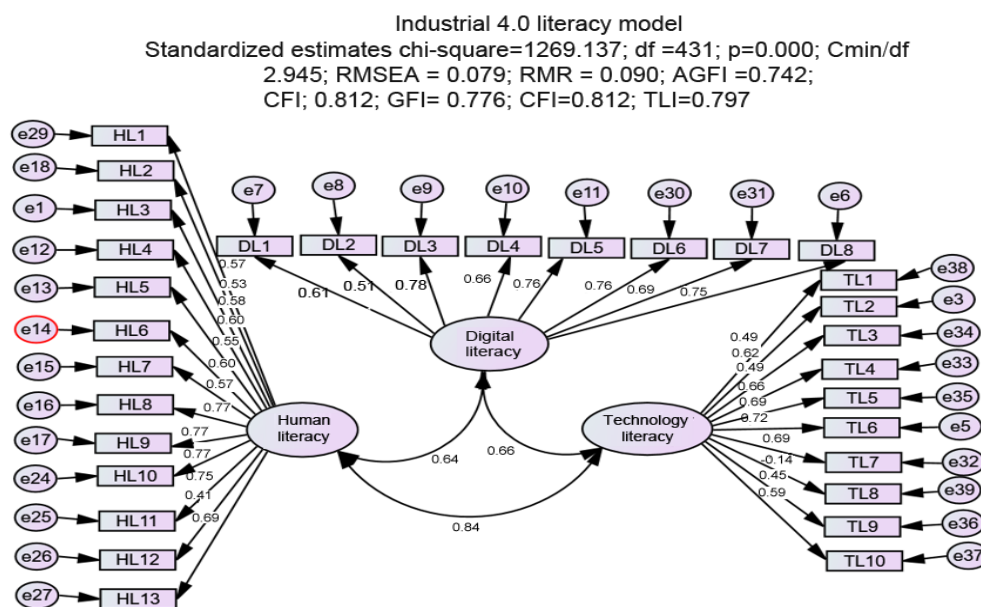 Industrial 4.0 literacy model
Standardized estimates chi-square=1269.137; df =431; p=0.000; Cmin/df
2.945; RMSEA = 0.079; RMR = 0.090; AGFI =0.742;
CFI; 0.812; GFI= 0.776; CFI=0.812; TLI=0.797
e29 HL1
e18 HL2
e1 HL3
e12 HL4
e13 HL5
e14 HL6
e15 HL7
e16 HL8
e17 HL9
e24 HL10
e25 HL11
e26 HL12
e27 HL13
0.57
0.53
0.58
0.60
0.55
0.60
0.57
0.77
0.77
0.77
0.75
0.41
0.69
Human
literacy
e7 e8 e9 e10 e11 e30 e31 e6
DL1 DL2 DL3 DL4 DL5 DL6 DL7 DL8
0.61 0.51 0.78 0.66 0.76 0.76 0.69 0.75
Digital
literacy
TL1 e38
TL2 e3
TL3 e34
TL4 e33
TL5 e35
TL6 e5
TL7 e32
TL8 e39
TL9 e36
TL10 e37
0.49
0.62
0.49
0.66
0.69
0.72
0.69
-0.14
0.45
0.59
Technology
literacy
0.64
0.66
0.84